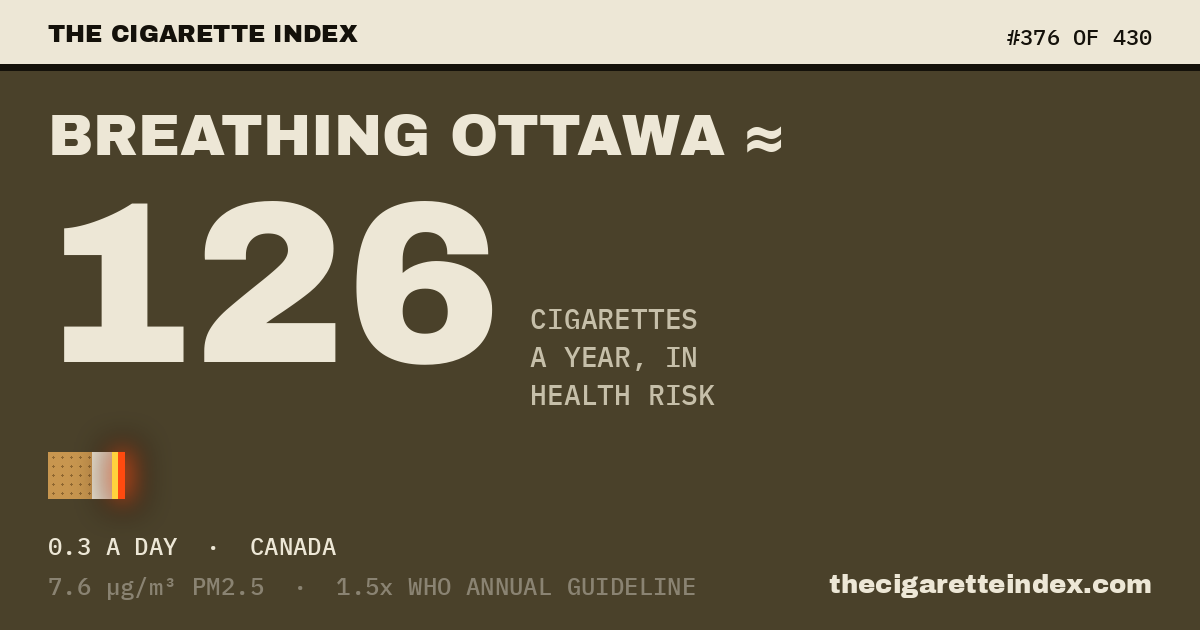 THE CIGARETTE INDEX
#376 OF 430
BREATHING OTTAWA ≈
126
CIGARETTES
A YEAR, IN
HEALTH RISK
0.3 A DAY · CANADA
7.6 µg/m³ PM2.5 · 1.5x WHO ANNUAL GUIDELINE
thecigaretteindex.com